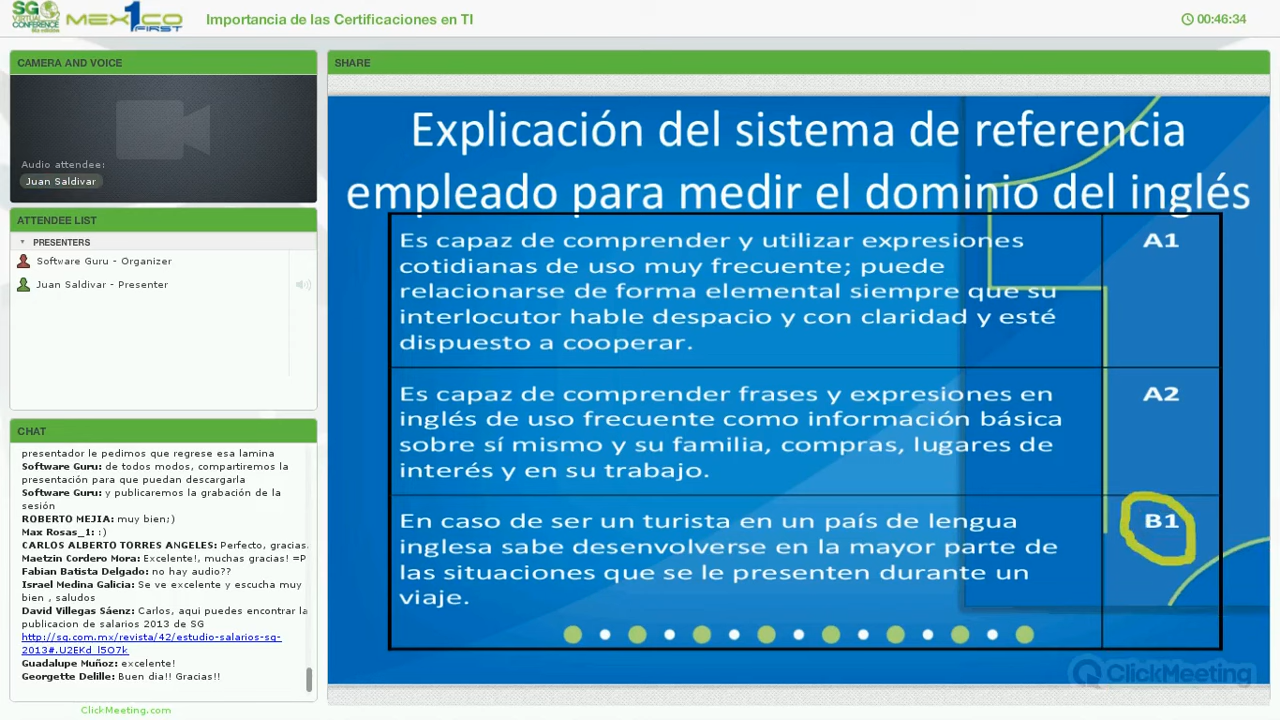 SG
VIRTUAL
CONFERENCE
MEXICO
FIRST
Importancia de las Certificaciones en TI
00:46:34
CAMERA AND VOICE
Audio attendee:
Juan Saldivar
ATTENDEE LIST
PRESENTERS
Software Guru - Organizer
Juan Saldivar - Presenter
CHAT
presentador le pedimos que regrese esa lamina
Software Guru: de todos modos, compartiremos la
presentación para que puedan descargarla
Software Guru: y publicaremos la grabación de la
sesión
ROBERTO MEJIA: muy bien;)
Max Rosas_1: :)
CARLOS ALBERTO TORRES ANGELES: Perfecto, gracias.
Maetzin Cordero Mora: Excelente!, muchas gracias! =P
Fabian Batista Delgado: no hay audio??
Israel Medina Galicia: Se ve excelente y escucha muy
bien , saludos
David Villegas Sáenz: Carlos, aqui puedes encontrar la
publicacion de salarios 2013 de SG
http://sg.com.mx/revista/42/estudio-salarios-sg-
2013#.U2EKd_l5O7k
Guadalupe Muñoz: excelente!
Georgette Delille: Buen dia!! Gracias!!
ClickMeeting.com
SHARE
Explicación del sistema de referencia
empleado para medir el dominio del inglés
Es capaz de comprender y utilizar expresiones
cotidianas de uso muy frecuente; puede
relacionarse de forma elemental siempre que su
interlocutor hable despacio y con claridad y esté
dispuesto a cooperar.
A1
Es capaz de comprender frases y expresiones en
inglés de uso frecuente como información básica
sobre sí mismo y su familia, compras, lugares de
interés y en su trabajo.
A2
En caso de ser un turista en un país de lengua
inglesa sabe desenvolverse en la mayor parte de
las situaciones que se le presenten durante un
viaje.
B1
ClickMeeting